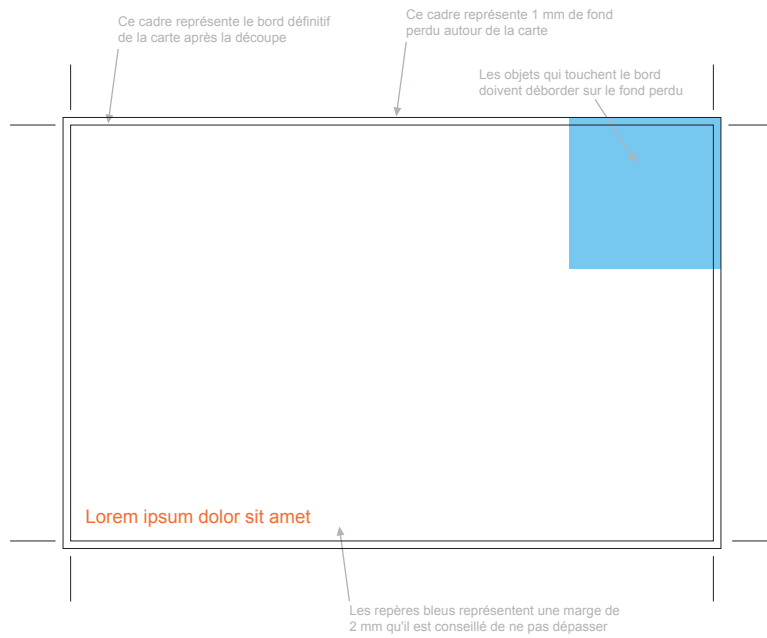 Ce cadre représente le bord définitif
de la carte après la découpe
Ce cadre représente 1 mm de fond
perdu autour de la carte
Les objets qui touchent le bord
doivent déborder sur le fond perdu
Lorem ipsum dolor sit amet
Les repères bleus représentent une marge de
2 mm qu'il est conseillé de ne pas dépasser